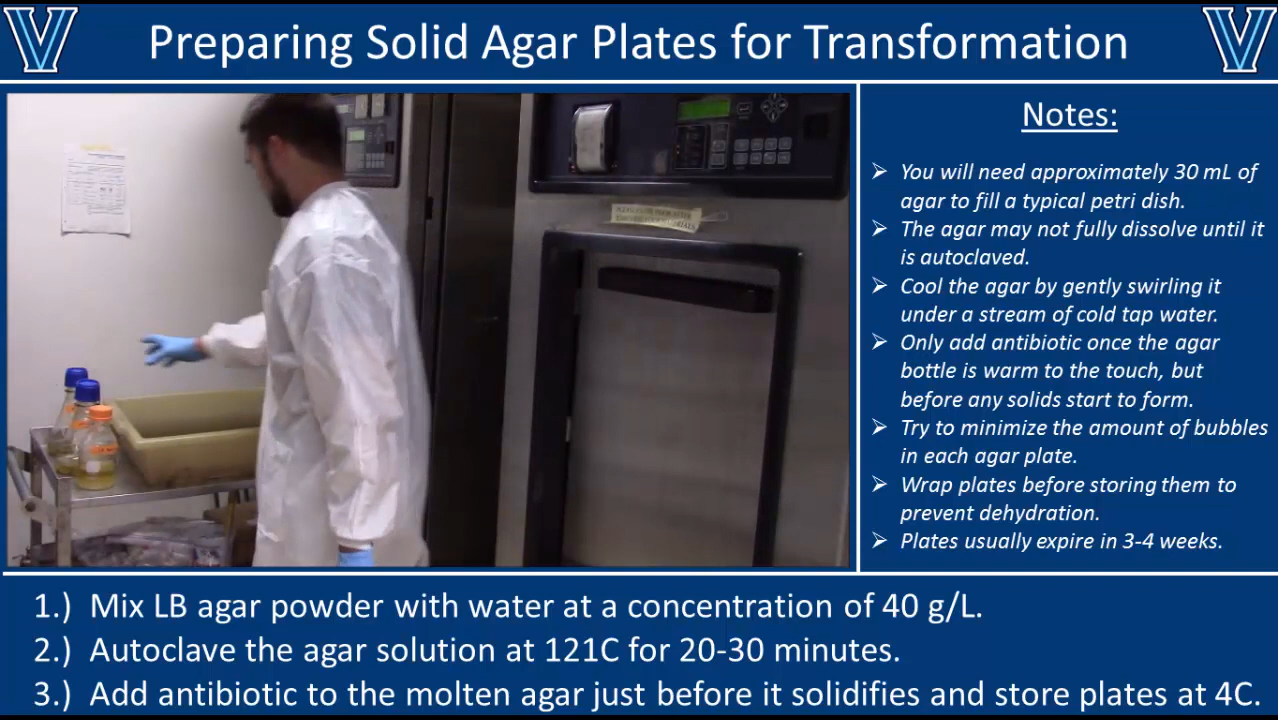 V
Preparing Solid Agar Plates for Transformation
V
Notes:
➢ You will need approximately 30 mL of
agar to fill a typical petri dish.
➢ The agar may not fully dissolve until it
is autoclaved.
➢ Cool the agar by gently swirling it
under a stream of cold tap water.
➢ Only add antibiotic once the agar
bottle is warm to the touch, but
before any solids start to form.
➢ Try to minimize the amount of bubbles
in each agar plate.
➢ Wrap plates before storing them to
prevent dehydration.
➢ Plates usually expire in 3-4 weeks.
1.) Mix LB agar powder with water at a concentration of 40 g/L.
2.) Autoclave the agar solution at 121C for 20-30 minutes.
3.) Add antibiotic to the molten agar just before it solidifies and store plates at 4C.